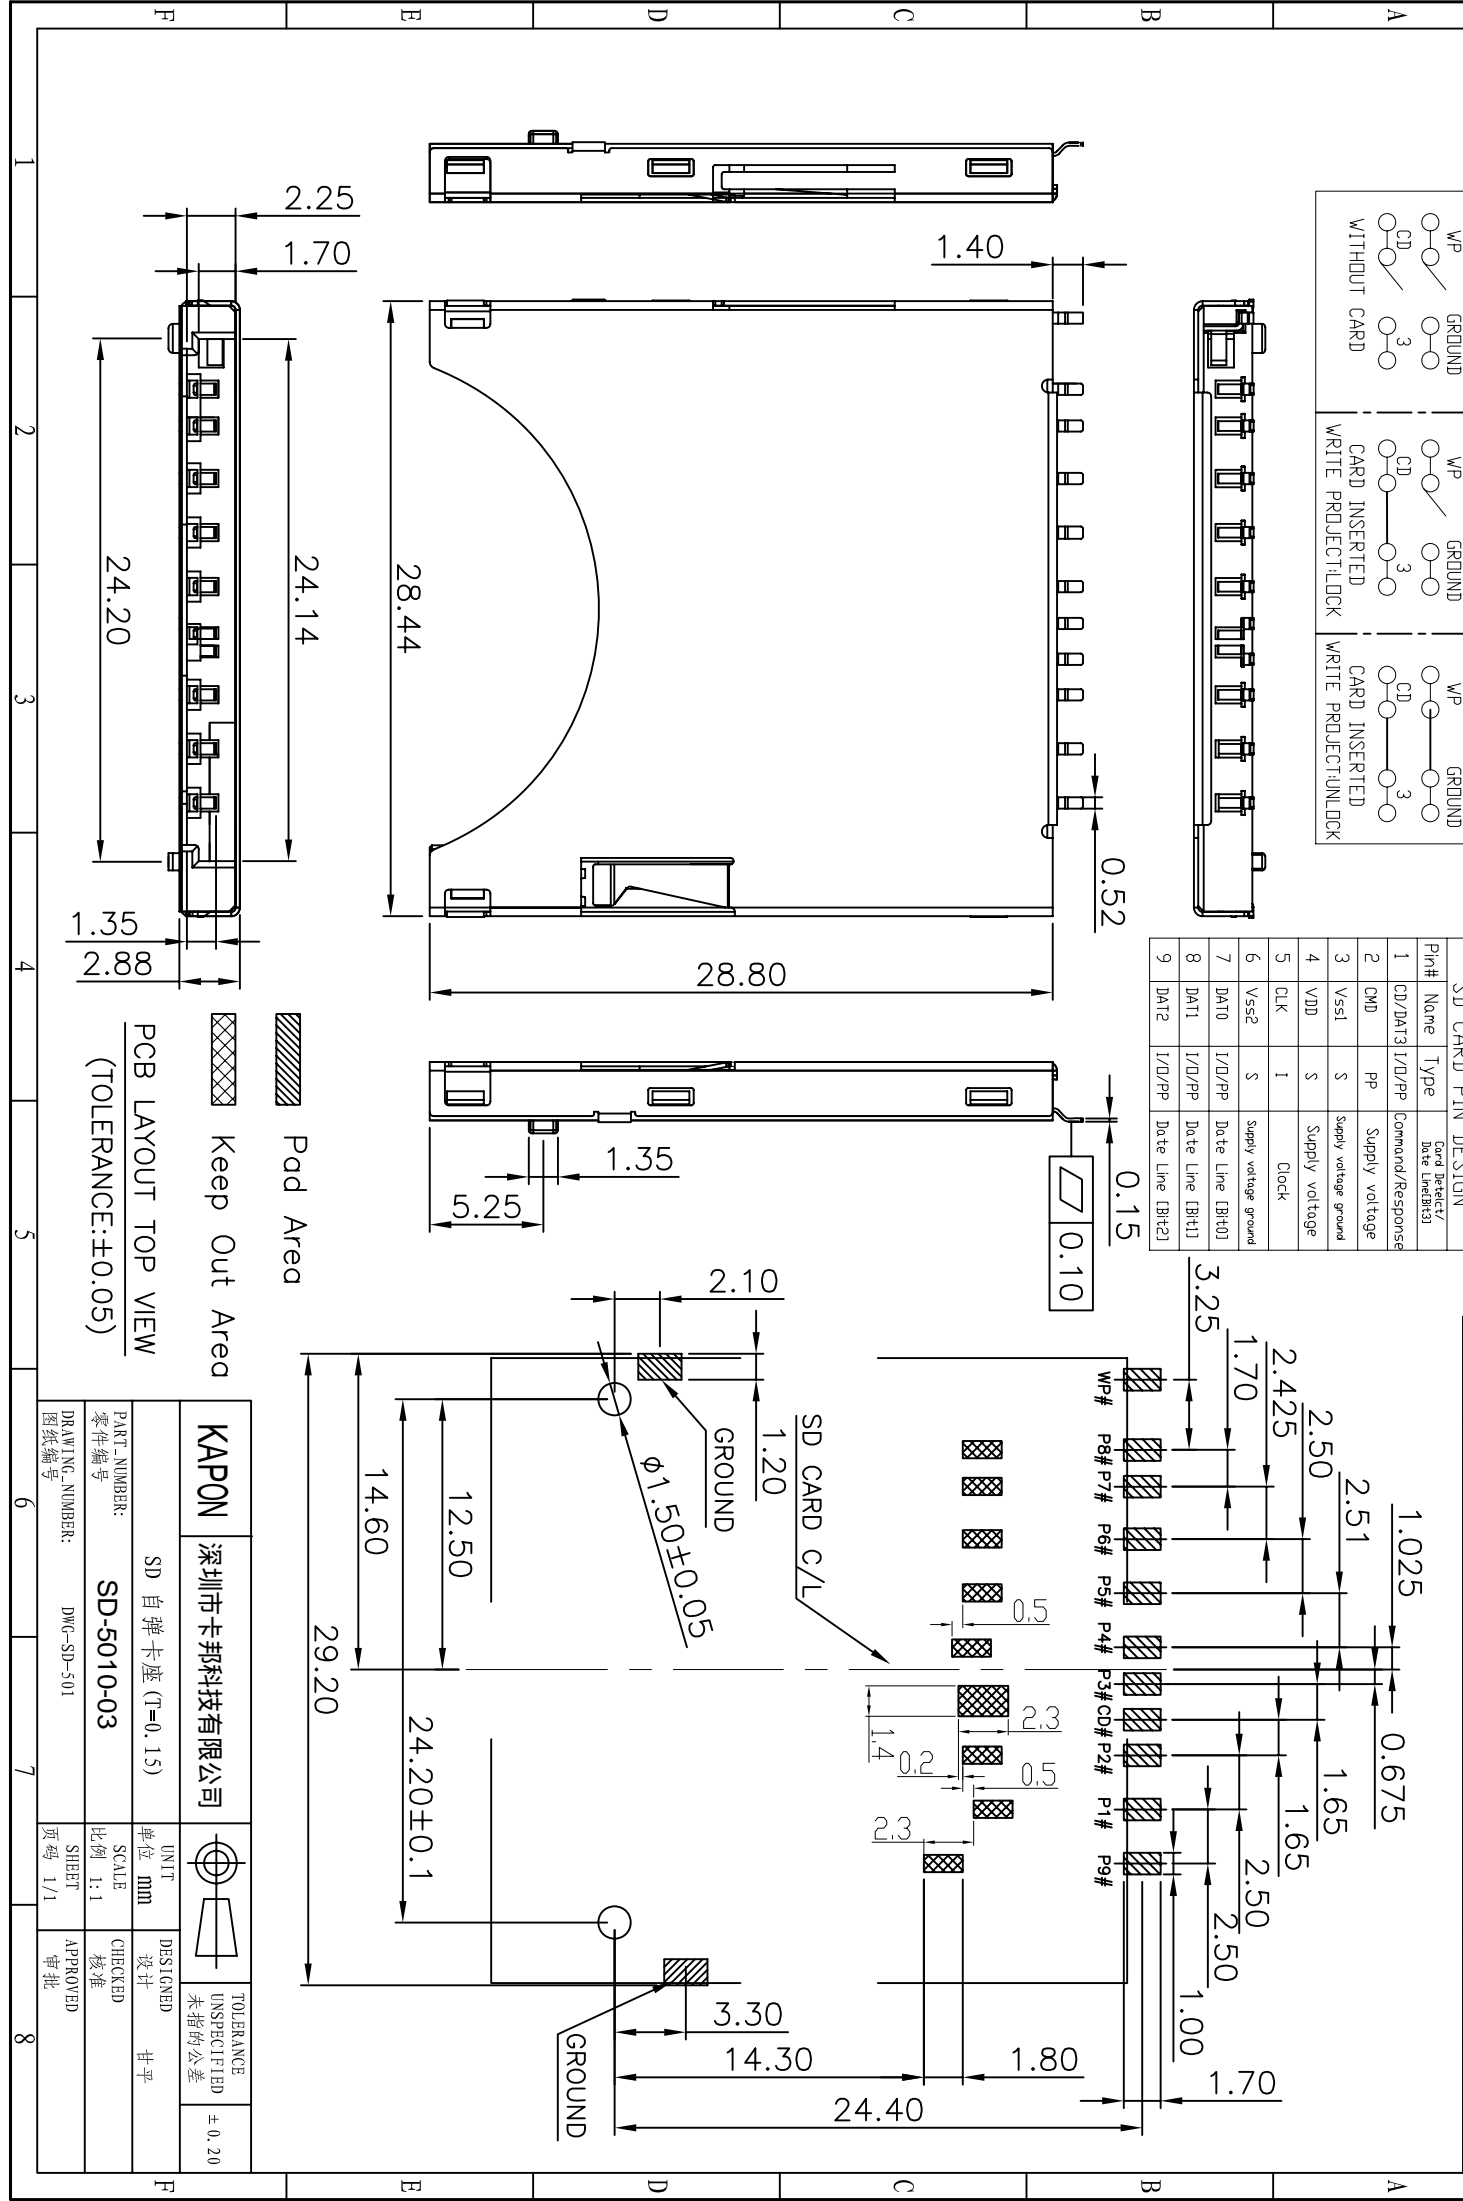 A
B
C
D
E
F
1
2
3
4
5
6
7
8
A
B
C
D
E
F
WP GROUND
CD 3
WITHOUT CARD
WP GROUND
CD 3
CARD INSERTED
WRITE PROJECT:LOCK
WP GROUND
CD 3
CARD INSERTED
WRITE PROJECT:UNLOCK
SD CARD PIN DESIGN
Pin# Name Type
1 CD/DAT3 I/O/PP Card Detelct/
Date Line[Bit3]
2 CMD PP Command/Response
3 Vss1 S Supply voltage ground
4 VDD S Supply voltage
5 CLK I Clock
6 Vss2 S Supply voltage ground
7 DAT0 I/O/PP Date Line [Bit0]
8 DAT1 I/O/PP Date Line [Bit1]
9 DAT2 I/O/PP Date Line [Bit2]
1.40
0.52
28.44
28.80
2.25
1.70
24.14
24.20
1.35
2.88
0.15
0.10
1.35
5.25
3.25
1.70
2.425
2.50
2.51
1.025
0.675
1.65
1.65
2.50
2.50
1.00
1.70
WP# P8# P7# P6# P5# P4# P3# CD# P2# P1# P9#
2.10
1.20
GROUND
SD CARD C/L
φ1.50±0.05
0.5
2.3
1.4
0.2
0.5
2.3
12.50
14.60
24.20±0.1
29.20
3.30
14.30
1.80
24.40
GROUND
Pad Area
Keep Out Area
PCB LAYOUT TOP VIEW
(TOLERANCE:±0.05)
KAPON
深圳市卡邦科技有限公司
TOLERANCE
UNSPECIFIED
未指的公差
±0.20
SD 自弹卡座 (T=0.15)
UNIT
单位 mm
DESIGNED
设计 甘平
PART_NUMBER:
零件编号
SD-5010-03
SCALE
比例 1:1
CHECKED
核准
DRAWING_NUMBER:
图纸编号
DWG-SD-501
SHEET
页码 1/1
APPROVED
审批